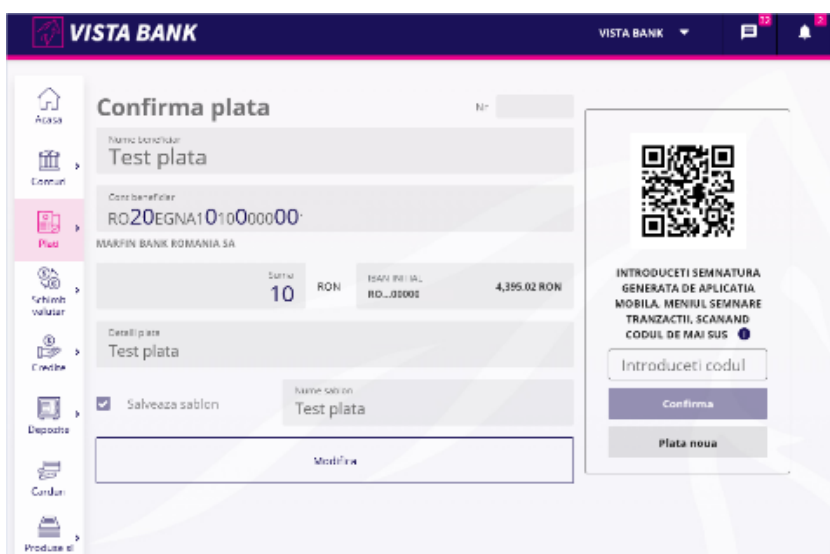 VISTA BANK
VISTA BANK
2
Acasa
Conturi
Plati
Schimb
valutar
Credite
Depozite
Carduri
Produse si
Confirma plata
Nr
Nume beneficiar
Test plata
Cont beneficiar
RO20EGNA1010000000
MARFIN BANK ROMANIA SA
Suma
10
RON
IBAN INITIAL
RO...00000
4,395.02 RON
Detalii plata
Test plata
Salveaza sablon
Nume sablon
Test plata
Modifica
INTRODUCETI SEMNATURA
GENERATA DE APLICATIA
MOBILA, MENIUL SEMNARE
TRANZACTII, SCANAND
CODUL DE MAI SUS
Introduceti codul
Confirma
Plata noua